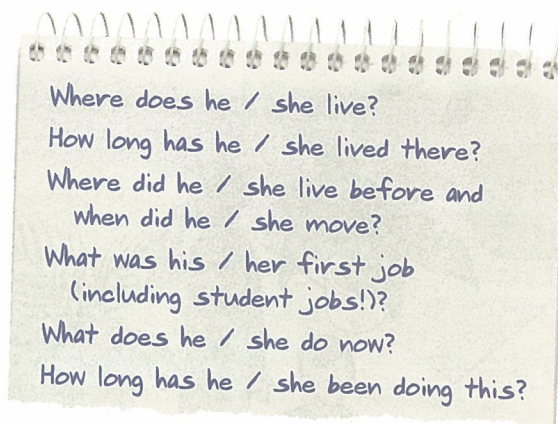 Where does he / she live?
How long has he / she lived there?
Where did he / she live before and
when did he / she move?
What was his / her first job
(including student jobs!)?
What does he / she do now?
How long has he / she been doing this?